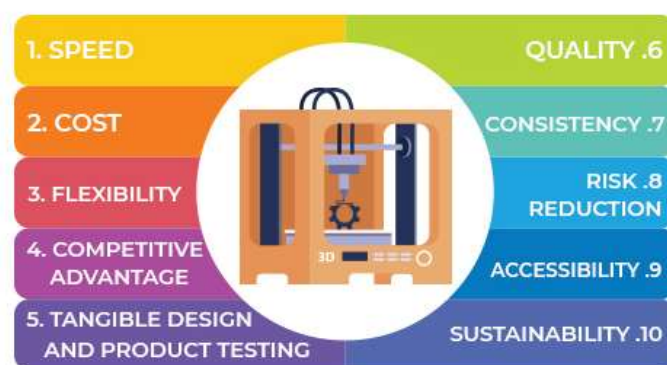 1. SPEED
2. COST
3. FLEXIBILITY
4. COMPETITIVE
ADVANTAGE
5. TANGIBLE DESIGN
AND PRODUCT TESTING
QUALITY .6
CONSISTENCY .7
RISK .8
REDUCTION
ACCESSIBILITY .9
SUSTAINABILITY .10
3D